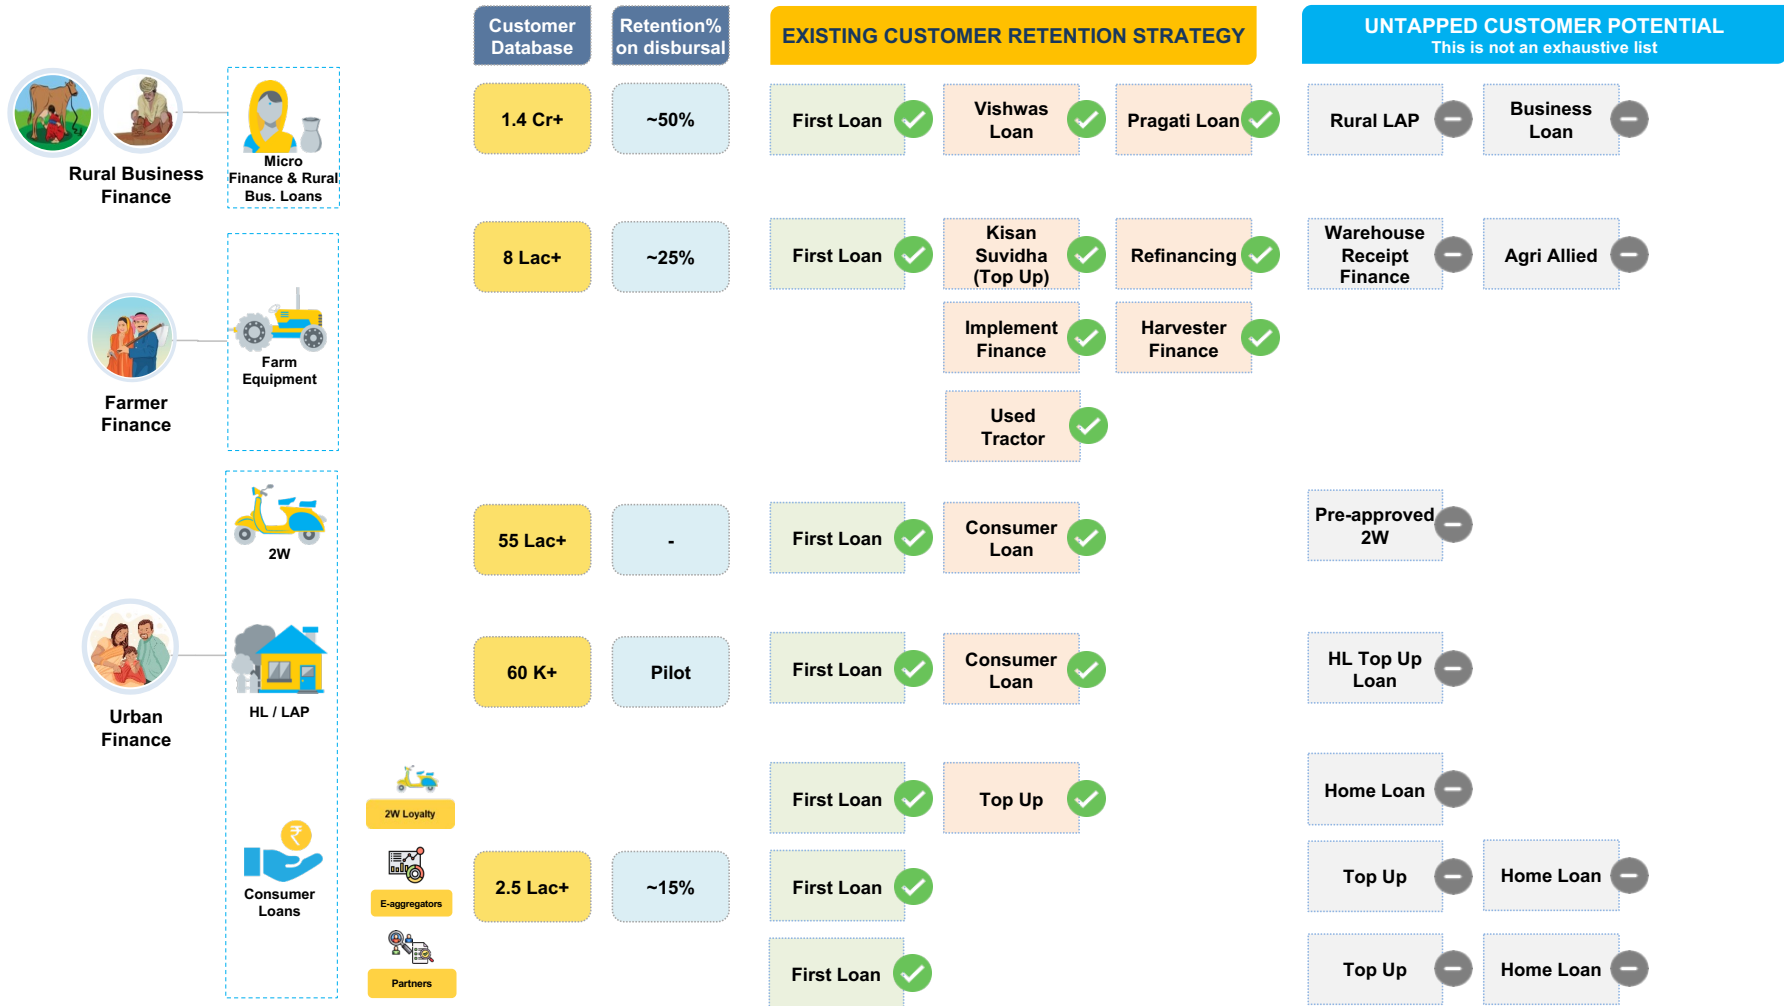 Customer
Database
Retention%
on disbursal
EXISTING CUSTOMER RETENTION STRATEGY
UNTAPPED CUSTOMER POTENTIAL
This is not an exhaustive list
Rural Business
Finance
Micro
Finance & Rural
Bus. Loans
1.4 Cr+
~50%
First Loan
Vishwas
Loan
Pragati Loan
Rural LAP
Business
Loan
Farmer
Finance
Farm
Equipment
8 Lac+
~25%
First Loan
Kisan
Suvidha
(Top Up)
Refinancing
Warehouse
Receipt
Finance
Agri Allied
Implement
Finance
Harvester
Finance
Used
Tractor
Urban
Finance
2W
55 Lac+
-
First Loan
Consumer
Loan
Pre-approved
2W
HL / LAP
60 K+
Pilot
First Loan
Consumer
Loan
HL Top Up
Loan
₹
Consumer
Loans
2W Loyalty
First Loan
Top Up
Home Loan
E-aggregators
2.5 Lac+
~15%
First Loan
Top Up
Home Loan
Partners
First Loan
Top Up
Home Loan